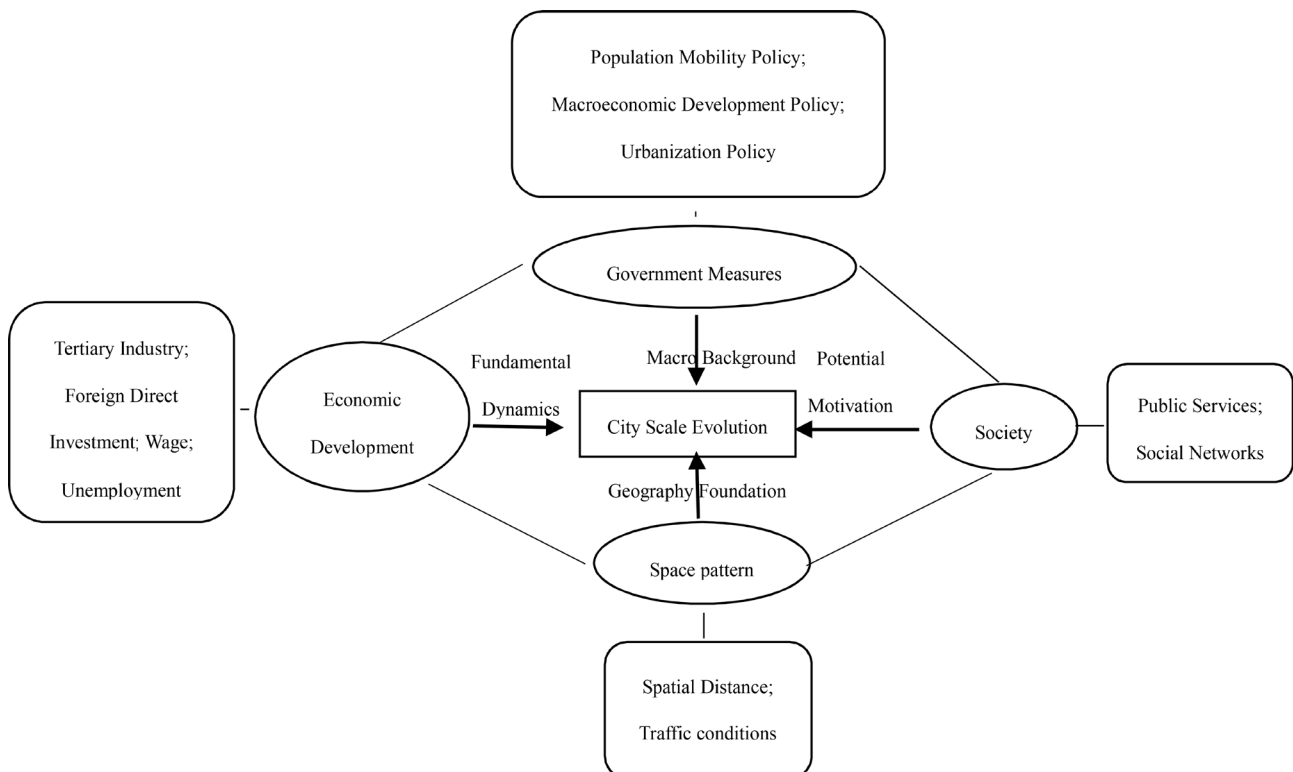 Population Mobility Policy;
Macroeconomic Development Policy;
Urbanization Policy
Government Measures
Tertiary Industry;
Foreign Direct
Investment; Wage;
Unemployment
Economic
Development
Fundamental
Dynamics
Macro Background
Potential
Motivation
City Scale Evolution
Geography Foundation
Society
Public Services;
Social Networks
Space pattern
Spatial Distance;
Traffic conditions